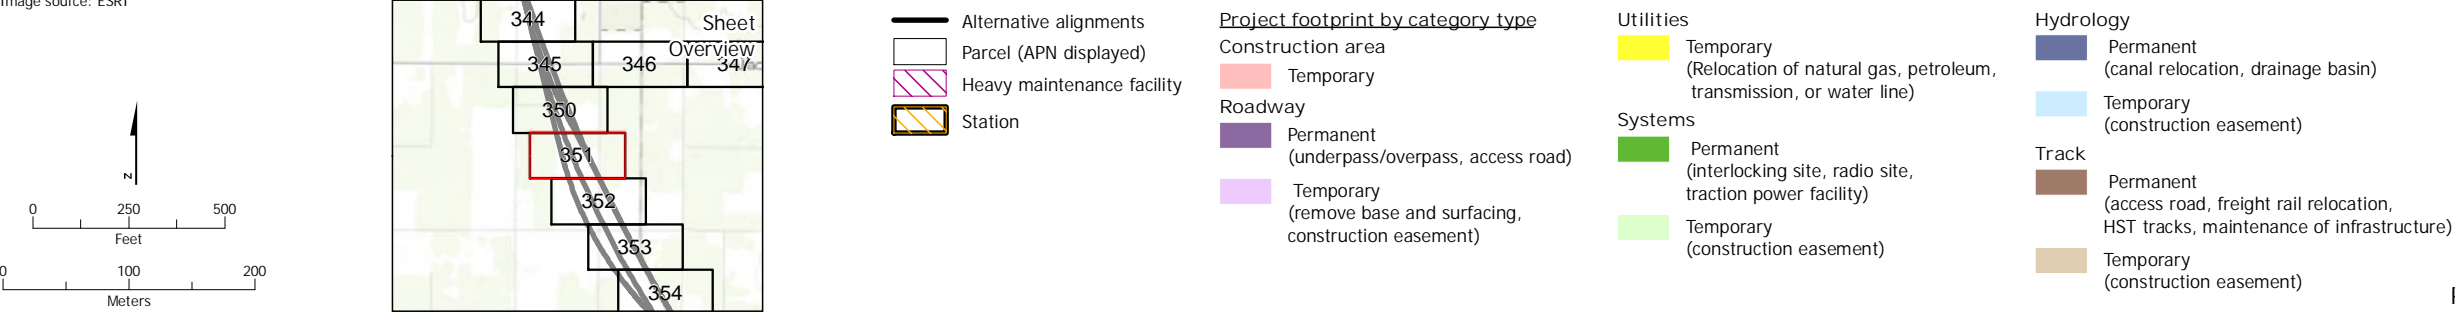 Image source: ESRI
N
0 250 500
Feet
0 100 200
Meters
Sheet
Overview
344
345
346
347
350
351
352
353
354
Alternative alignments
Parcel (APN displayed)
Heavy maintenance facility
Station
Project footprint by category type
Construction area
Temporary
Roadway
Permanent
(underpass/overpass, access road)
Temporary
(remove base and surfacing,
construction easement)
Utilities
Temporary
(Relocation of natural gas, petroleum,
transmission, or water line)
Systems
Permanent
(interlocking site, radio site,
traction power facility)
Temporary
(construction easement)
Hydrology
Permanent
(canal relocation, drainage basin)
Temporary
(construction easement)
Track
Permanent
(access road, freight rail relocation,
HST tracks, maintenance of infrastructure)
Temporary
(construction easement)